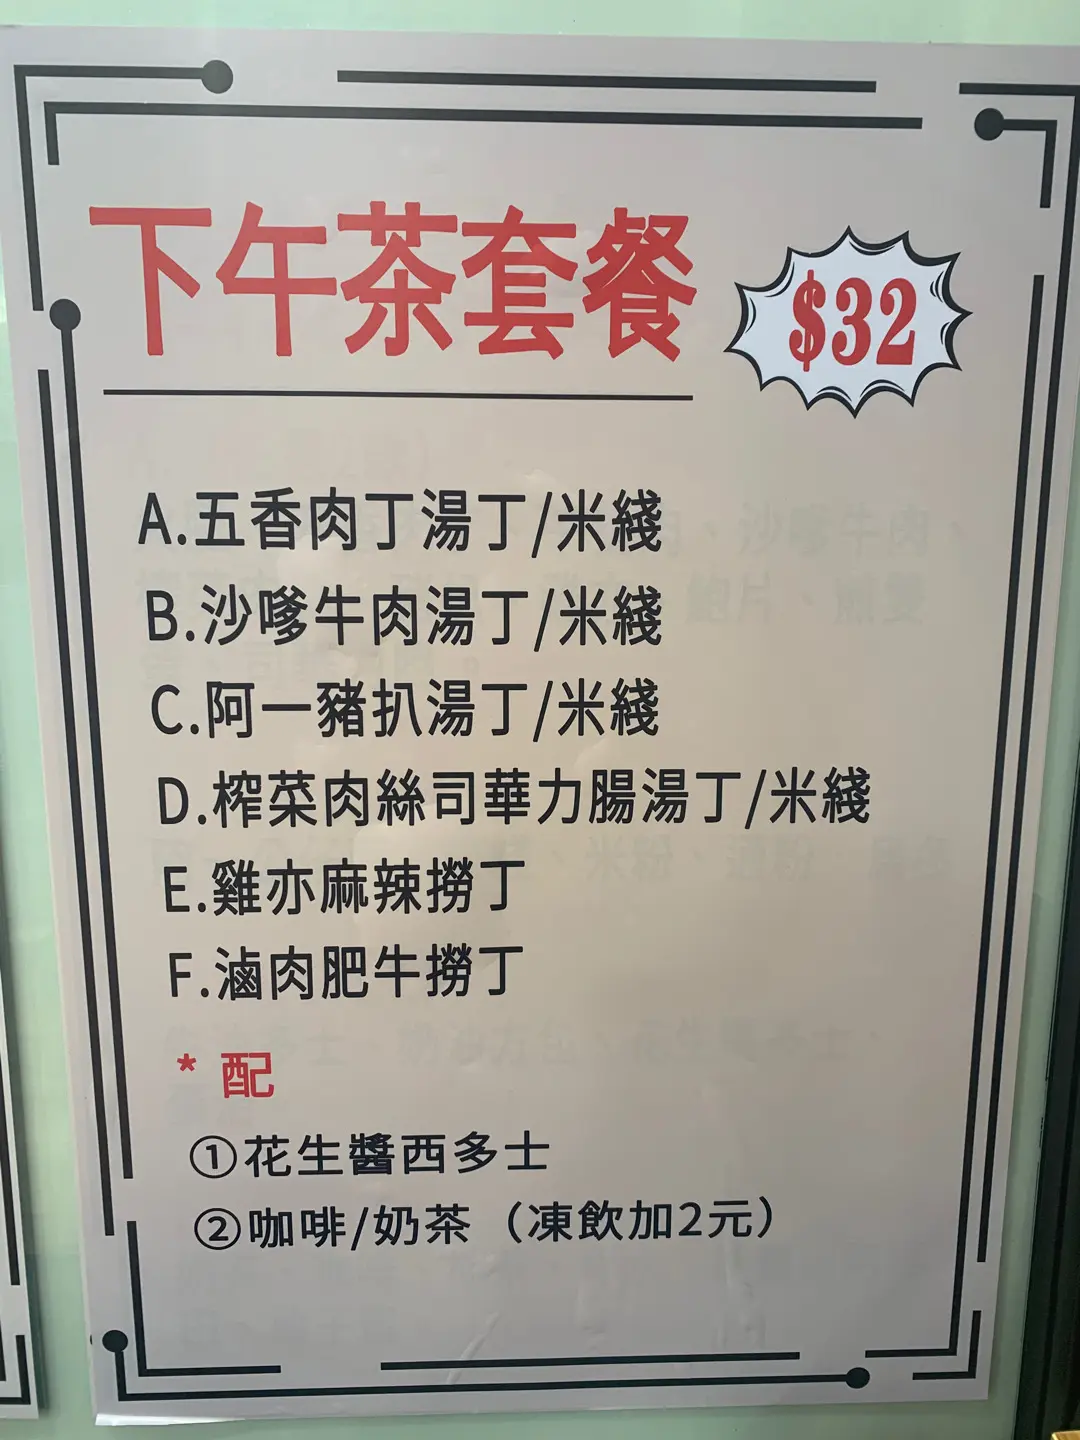 下午茶套餐
$32
A.五香肉丁湯丁/米綫
B.沙嗲牛肉湯丁/米綫
C.阿一豬扒湯丁/米綫
D.榨菜肉絲司華力腸湯丁/米綫
E.雞亦麻辣撈丁
F.滷肉肥牛撈丁
* 配
①花生醬西多士
②咖啡/奶茶（凍飲加2元）